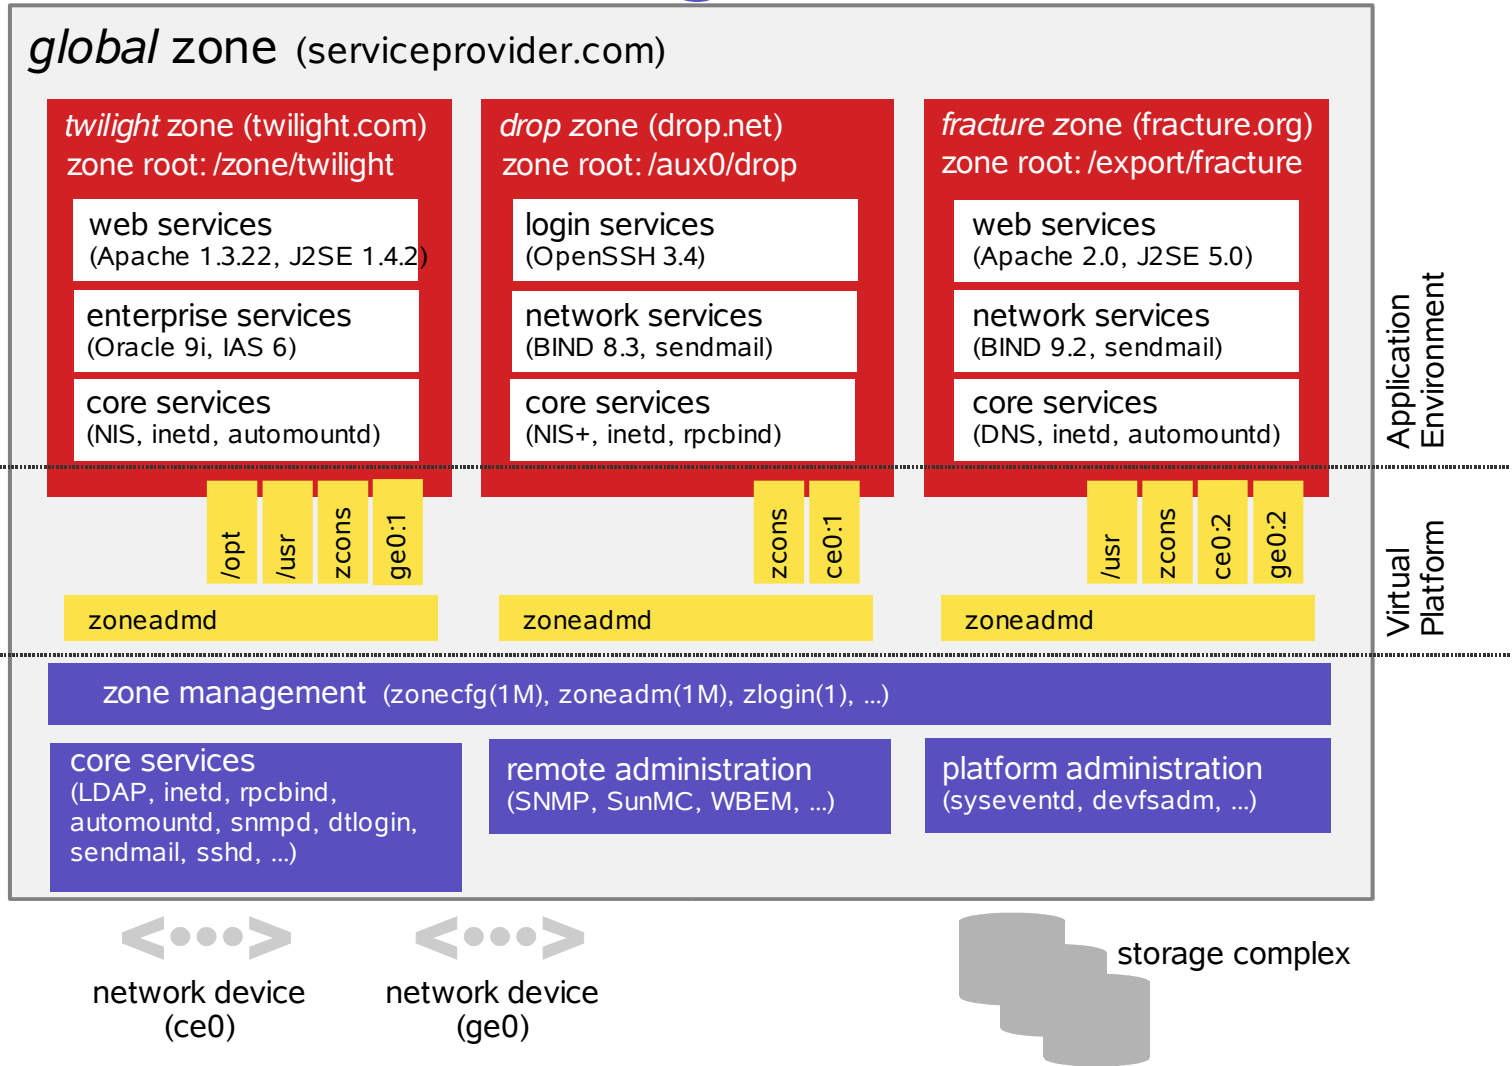 global zone (serviceprovider.com)
twilight zone (twilight.com)
zone root: /zone/twilight
web services
(Apache 1.3.22, J2SE 1.4.2)
enterprise services
(Oracle 9i, IAS 6)
core services
(NIS, inetd, automountd)
drop zone (drop.net)
zone root: /aux0/drop
login services
(OpenSSH 3.4)
network services
(BIND 8.3, sendmail)
core services
(NIS+, inetd, rpcbind)
fracture zone (fracture.org)
zone root: /export/fracture
web services
(Apache 2.0, J2SE 5.0)
network services
(BIND 9.2, sendmail)
core services
(DNS, inetd, automountd)
Application
Environment
/opt
/usr
zcons
ge0:1
zoneadmd
zcons
ce0:1
zoneadmd
/usr
zcons
ce0:2
ge0:2
zoneadmd
Virtual
Platform
zone management (zonecfg(1M), zoneadm(1M), zlogin(1), ...)
core services
(LDAP, inetd, rpcbind,
automountd, snmpd, dtlogin,
sendmail, sshd, ...)
remote administration
(SNMP, SunMC, WBEM, ...)
platform administration
(syseventd, devfsadm, ...)
network device
(ce0)
network device
(ge0)
storage complex